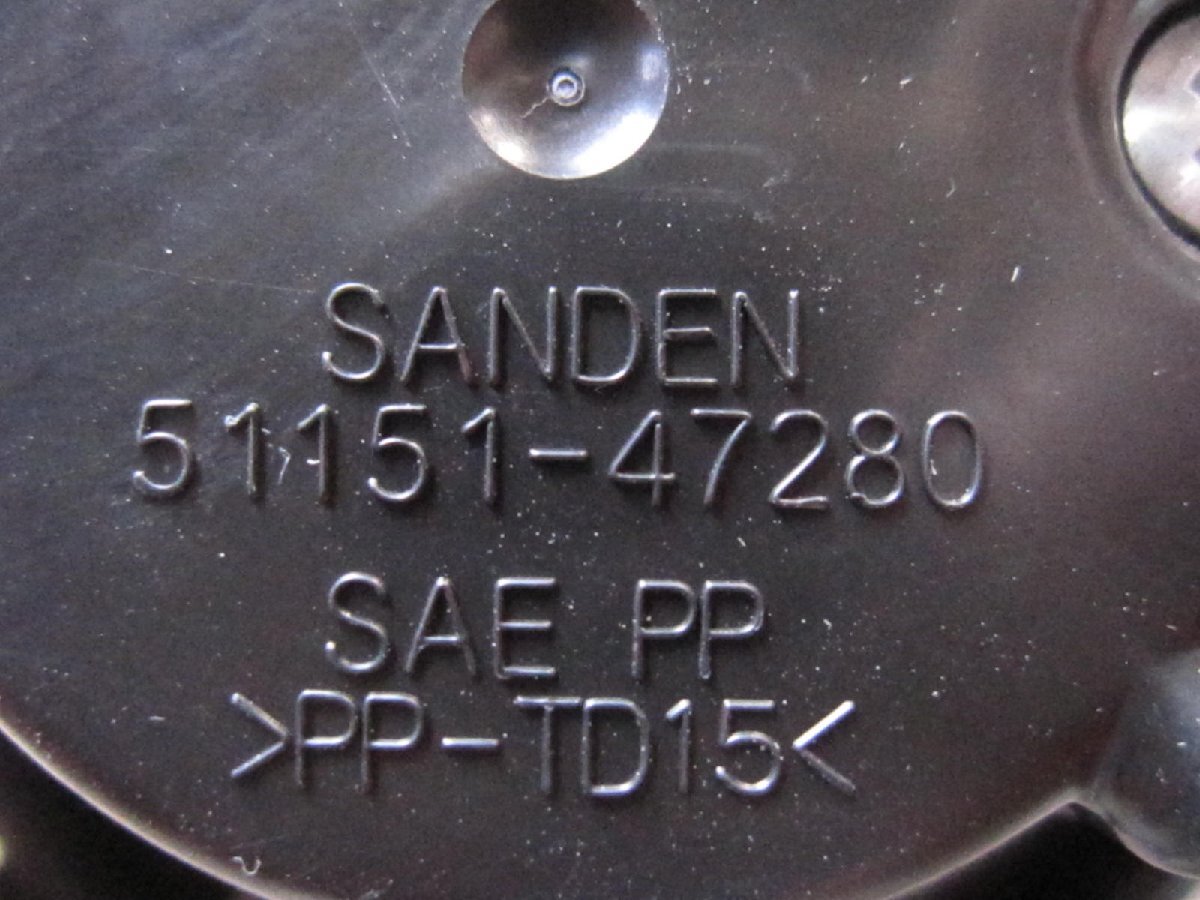 SANDEN
51151-47280
SAE PP
>PP-TD15<